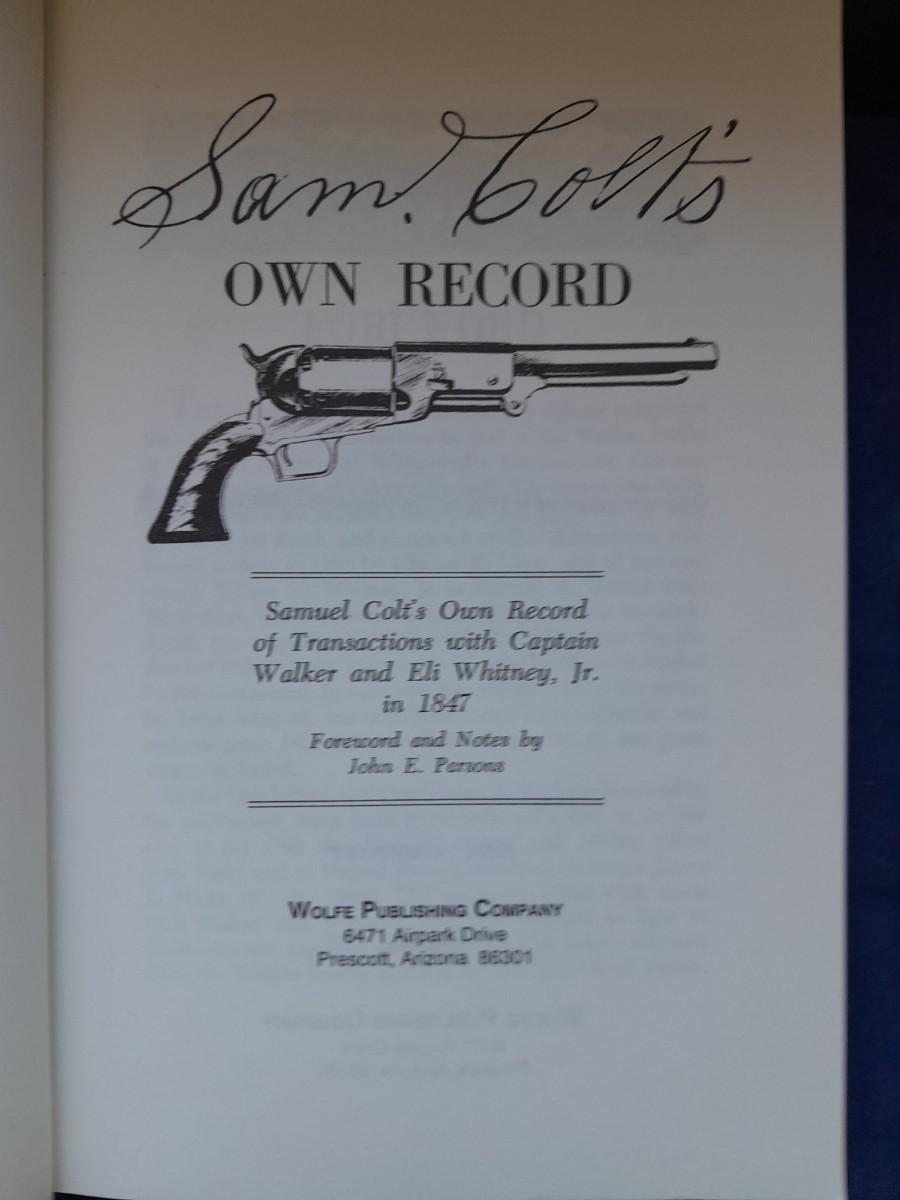 Sam. Colt's
OWN RECORD
Samuel Colt's Own Record
of Transactions with Captain
Walker and Eli Whitney, Jr.
in 1847
Foreword and Notes by
John E. Parsons
WOLFE PUBLISHING COMPANY
6471 Airpark Drive
Prescott, Arizona 86301